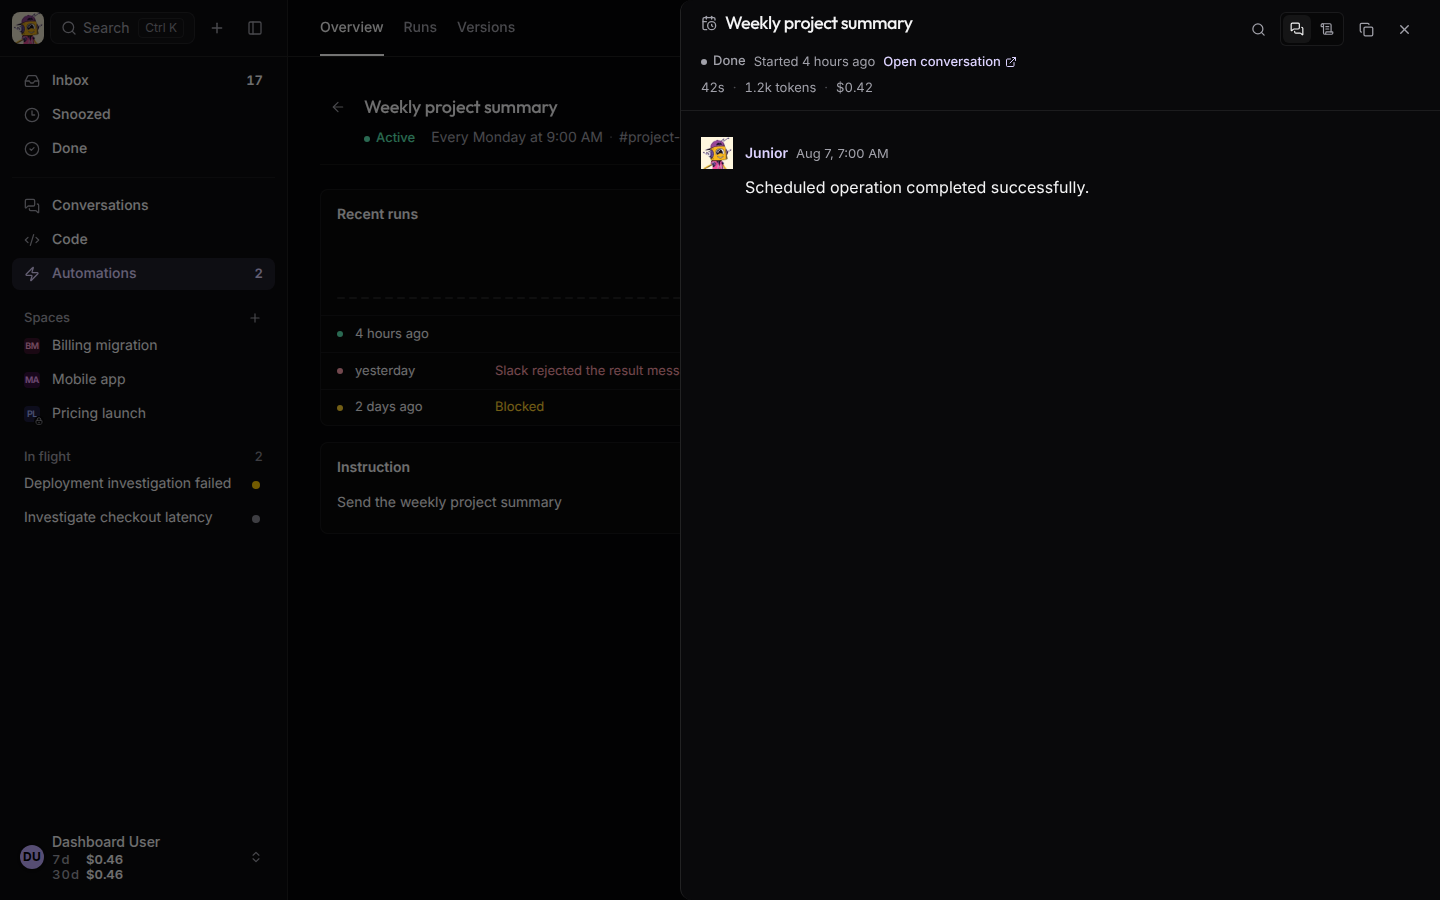 Search Ctrl K
Inbox 17
Snoozed
Done
Conversations
Code
Automations 2
Spaces
BM Billing migration
MA Mobile app
PL Pricing launch
In flight 2
Deployment investigation failed
Investigate checkout latency
DU Dashboard User
7d $0.46
30d $0.46
Overview Runs Versions
Weekly project summary
Active Every Monday at 9:00 AM · #project-
Recent runs
4 hours ago
yesterday Slack rejected the result mess
2 days ago Blocked
Instruction
Send the weekly project summary
Weekly project summary
Done Started 4 hours ago Open conversation
42s · 1.2k tokens · $0.42
Junior Aug 7, 7:00 AM
Scheduled operation completed successfully.